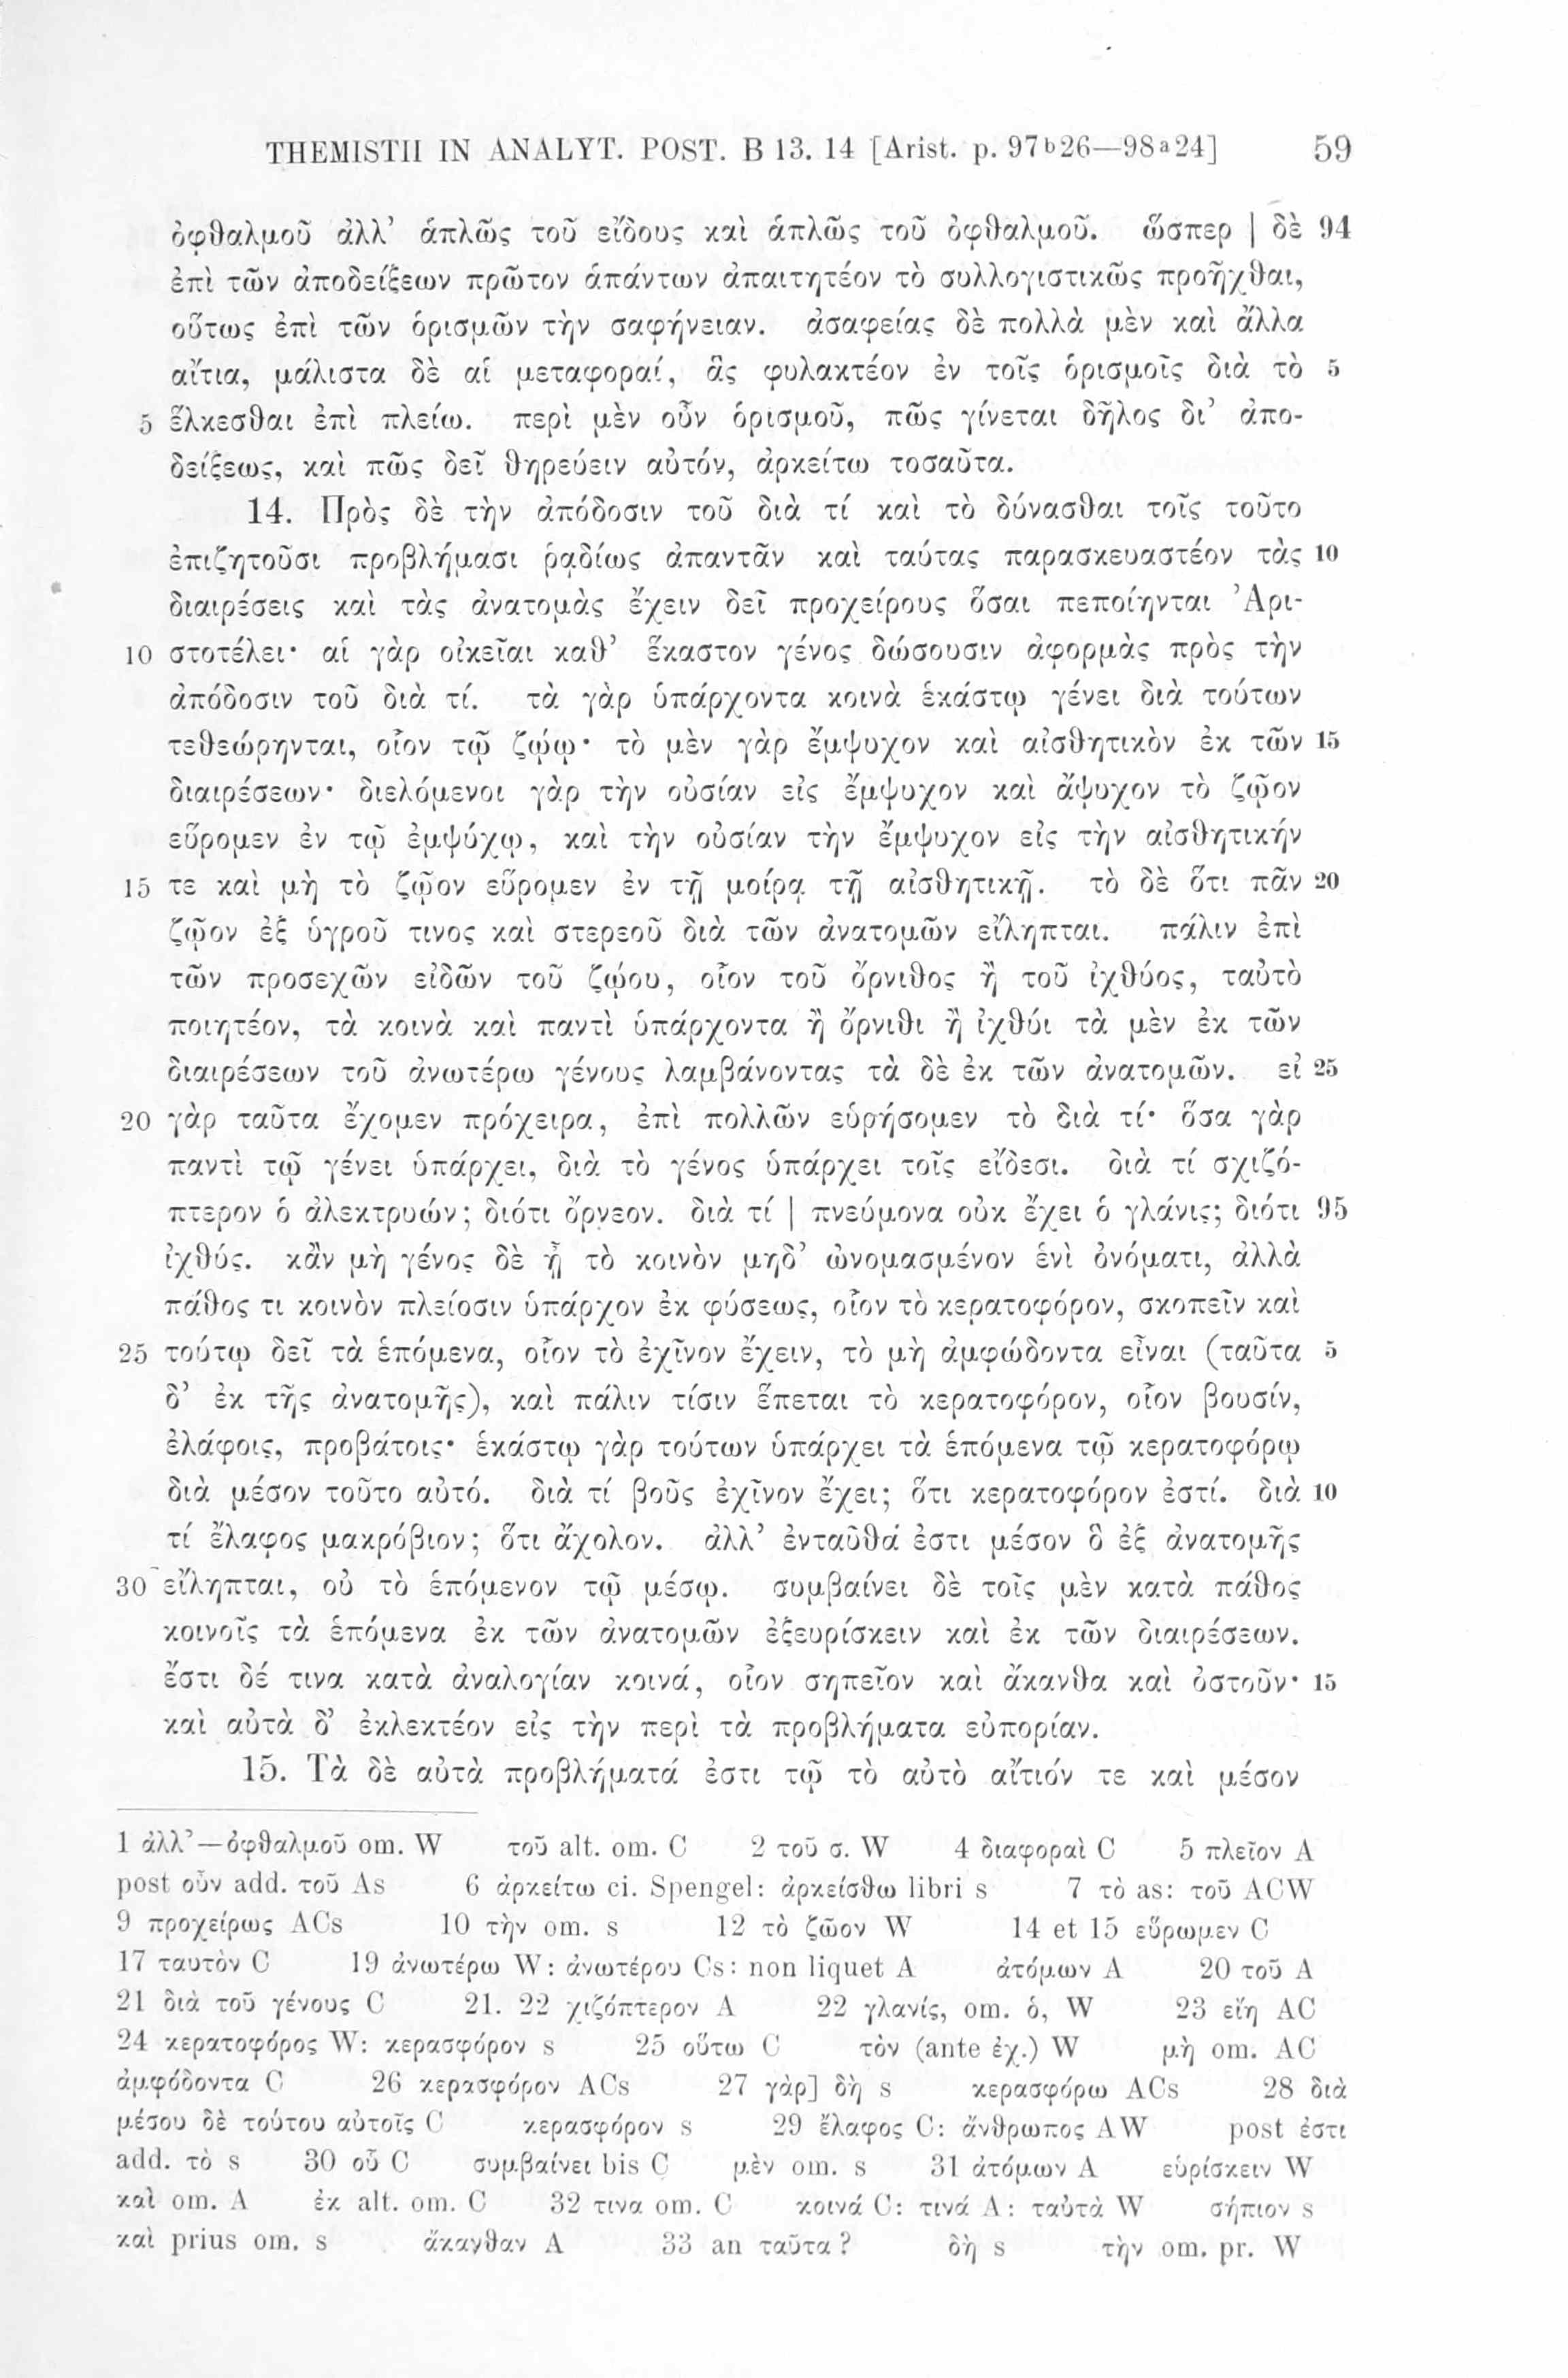 THEMISTII IN ANALYT. POST. B 13. 14 [Arist. p. 97b26—98a24] 59
ὀφθαλμοῦ ἀλλ’ ἁπλῶς τοῦ εἴδους καὶ ἁπλῶς τοῦ ὀφθαλμοῦ. ὥσπερ | δὲ 94
ἐπὶ τῶν ἀποδείξεων πρῶτον ἁπάντων ἀπαιτητέον τὸ συλλογιστικῶς προῆχθαι,
οὕτως ἐπὶ τῶν ὁρισμῶν τὴν σαφήνειαν. ἀσαφείας δὲ πολλὰ μὲν καὶ ἄλλα
αἴτια, μάλιστα δὲ αἱ μεταφοραί, ἃς φυλακτέον ἐν τοῖς ὁρισμοῖς διὰ τὸ 5
5 ἕλκεσθαι ἐπὶ πλείω. περὶ μὲν οὖν ὁρισμοῦ, πῶς γίνεται δῆλος δι’ ἀπο-
δείξεως, καὶ πῶς δεῖ θηρεύειν αὐτόν, ἀρκείτω τοσαῦτα.
14. Πρὸς δὲ τὴν ἀπόδοσιν τοῦ διὰ τί καὶ τὸ δύνασθαι τοῖς τοῦτο
ἐπιζητοῦσι προβλήμασι ῥᾳδίως ἀπαντᾶν καὶ ταύτας παρασκευαστέον τὰς 10
διαιρέσεις καὶ τὰς ἀνατομὰς ἔχειν δεῖ προχείρους ὅσαι πεποίηνται Ἀρι-
10 στοτέλει· αἱ γὰρ οἰκεῖαι καθ’ ἕκαστον γένος δώσουσιν ἀφορμὰς πρὸς τὴν
ἀπόδοσιν τοῦ διὰ τί. τὰ γὰρ ὑπάρχοντα κοινὰ ἑκάστῳ γένει διὰ τούτων
τεθεώρηνται, οἷον τῷ ζῴῳ· τὸ μὲν γὰρ ἔμψυχον καὶ αἰσθητικὸν ἐκ τῶν 15
διαιρέσεων· διελόμενοι γὰρ τὴν οὐσίαν εἰς ἔμψυχον καὶ ἄψυχον τὸ ζῷον
εὕρομεν ἐν τῷ ἐμψύχῳ, καὶ τὴν οὐσίαν τὴν ἔμψυχον εἰς τὴν αἰσθητικήν
15 τε καὶ μὴ τὸ ζῷον εὕρομεν ἐν τῇ μοίρᾳ τῇ αἰσθητικῇ. τὸ δὲ ὅτι πᾶν 20
ζῷον ἐξ ὑγροῦ τινος καὶ στερεοῦ διὰ τῶν ἀνατομῶν εἴληπται. πάλιν ἐπὶ
τῶν προσεχῶν εἰδῶν τοῦ ζῴου, οἷον τοῦ ὄρνιθος ἢ τοῦ ἰχθύος, ταὐτὸ
ποιητέον, τὰ κοινὰ καὶ παντὶ ὑπάρχοντα ἢ ὄρνιθι ἢ ἰχθύι τὰ μὲν ἐκ τῶν
διαιρέσεων τοῦ ἀνωτέρω γένους λαμβάνοντας τὰ δὲ ἐκ τῶν ἀνατομῶν. εἰ 25
20 γὰρ ταῦτα ἔχομεν πρόχειρα, ἐπὶ πολλῶν εὑρήσομεν τὸ διὰ τί· ὅσα γὰρ
παντὶ τῷ γένει ὑπάρχει, διὰ τὸ γένος ὑπάρχει τοῖς εἴδεσι. διὰ τί σχιζό-
πτερον ὁ ἀλεκτρυών; διότι ὄρνεον. διὰ τί | πνεύμονα οὐκ ἔχει ὁ γλάνις; διότι 95
ἰχθύς. κἂν μὴ γένος δὲ ᾖ τὸ κοινὸν μηδ’ ὠνομασμένον ἑνὶ ὀνόματι, ἀλλὰ
πάθος τι κοινὸν πλείοσιν ὑπάρχον ἐκ φύσεως, οἷον τὸ κερατοφόρον, σκοπεῖν καὶ
25 τούτῳ δεῖ τὰ ἑπόμενα, οἷον τὸ ἐχῖνον ἔχειν, τὸ μὴ ἀμφώδοντα εἶναι (ταῦτα 5
δ’ ἐκ τῆς ἀνατομῆς), καὶ πάλιν τίσιν ἕπεται τὸ κερατοφόρον, οἷον βουσίν,
ἐλάφοις, προβάτοις· ἑκάστῳ γὰρ τούτων ὑπάρχει τὰ ἑπόμενα τῷ κερατοφόρῳ
διὰ μέσον τοῦτο αὐτό. διὰ τί βοῦς ἐχῖνον ἔχει; ὅτι κερατοφόρον ἐστί. διὰ 10
τί ἔλαφος μακρόβιον; ὅτι ἄχολον. ἀλλ’ ἐνταῦθά ἐστι μέσον ὃ ἐξ ἀνατομῆς
30 εἴληπται, οὐ τὸ ἑπόμενον τῷ μέσῳ. συμβαίνει δὲ τοῖς μὲν κατὰ πάθος
κοινοῖς τὰ ἑπόμενα ἐκ τῶν ἀνατομῶν ἐξευρίσκειν καὶ ἐκ τῶν διαιρέσεων.
ἔστι δέ τινα κατὰ ἀναλογίαν κοινά, οἷον σηπεῖον καὶ ἄκανθα καὶ ὀστοῦν· 15
καὶ αὐτὰ δ’ ἐκλεκτέον εἰς τὴν περὶ τὰ προβλήματα εὐπορίαν.
15. Τὰ δὲ αὐτὰ προβλήματά ἐστι τῷ τὸ αὐτὸ αἴτιόν τε καὶ μέσον
1 ἀλλ’—ὀφθαλμοῦ om. W τοῦ alt. om. C 2 τοῦ σ. W 4 διαφοραὶ C 5 πλεῖον A
post οὖν add. τοῦ As 6 ἀρκείτω ci. Spengel: ἀρκείσθω libri s 7 τὸ as: τοῦ ACW
9 προχείρως ACs 10 τὴν om. s 12 τὸ ζῶον W 14 et 15 εὕρωμεν C
17 ταυτὸν C 19 ἀνωτέρω W: ἀνωτέρου Cs: non liquet A ἀτόμων A 20 τοῦ A
21 διὰ τοῦ γένους C 21. 22 χιζόπτερον A 22 γλανίς, om. ὁ, W 23 εἴη AC
24 κερατοφόρος W: κερασφόρον s 25 οὕτω C τὸν (ante ἐχ.) W μὴ om. AC
ἀμφόδοντα C 26 κερασφόρον ACs 27 γὰρ] δὴ s κερασφόρω ACs 28 διὰ
μέσου δὲ τούτου αὐτοῖς C κερασφόρον s 29 ἔλαφος C: ἄνθρωπος AW post ἐστι
add. τὸ s 30 οὗ C συμβαίνει bis C μὲν om. s 31 ἀτόμων A εὑρίσκειν W
καὶ om. A ἐκ alt. om. C 32 τινα om. C κοινά C: τινά A: ταὐτὰ W σήπιον s
καὶ prius om. s ἄκανθαν A 33 an ταῦτα? δὴ s τὴν om. pr. W